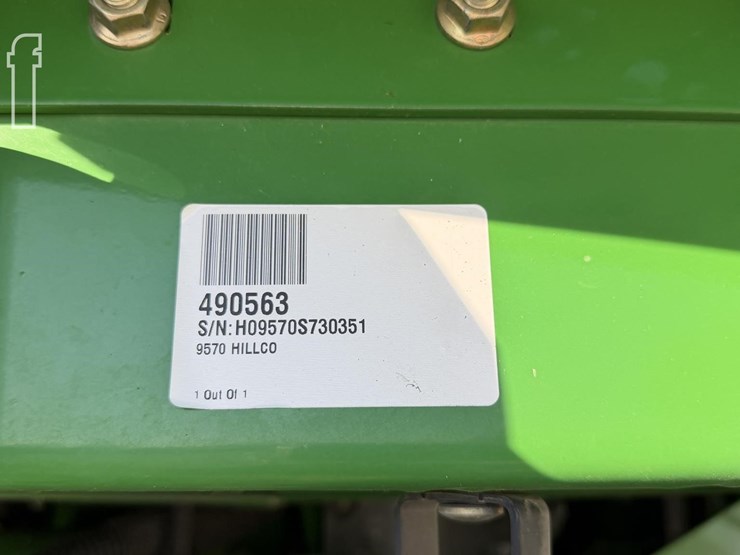 f
490563
S/N:H09570S730351
9570 HILLCO
1 Out Of 1